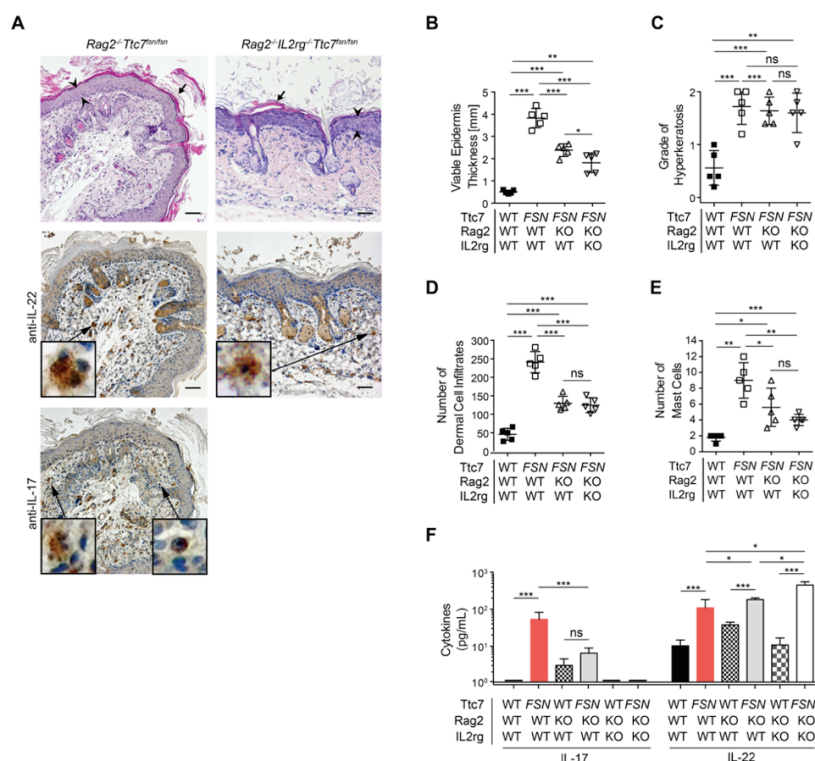 A
Rag2-/-Ttc7fsn/fsn
Rag2-/-IL2rg-/-Ttc7fsn/fsn
anti-IL-22
anti-IL-17
B
**
***
***
***
***
*
Viable Epidermis
Thickness [mm]
6
5
4
3
2
1
0
Ttc7 WT FSN FSN FSN
Rag2 WT WT KO KO
IL2rg WT WT WT KO
C
**
***
ns
***
***
ns
Grade of
Hyperkeratosis
3
2
1
0
Ttc7 WT FSN FSN FSN
Rag2 WT WT KO KO
IL2rg WT WT WT KO
D
***
***
***
***
***
ns
Number of
Dermal Cell Infiltrates
300
250
200
150
100
50
0
Ttc7 WT FSN FSN FSN
Rag2 WT WT KO KO
IL2rg WT WT WT KO
E
***
*
**
**
*
ns
Number of
Mast Cells
14
12
10
8
6
4
2
0
Ttc7 WT FSN FSN FSN
Rag2 WT WT KO KO
IL2rg WT WT WT KO
F
*
***
*
*
***
***
***
***
ns
Cytokines
(pg/mL)
10³
10²
10¹
10⁰
Ttc7 WT FSN WT FSN WT FSN WT FSN WT FSN WT FSN
Rag2 WT WT KO KO KO KO WT WT KO KO KO KO
IL2rg WT WT WT WT KO KO WT WT WT WT KO KO
IL-17 IL-22